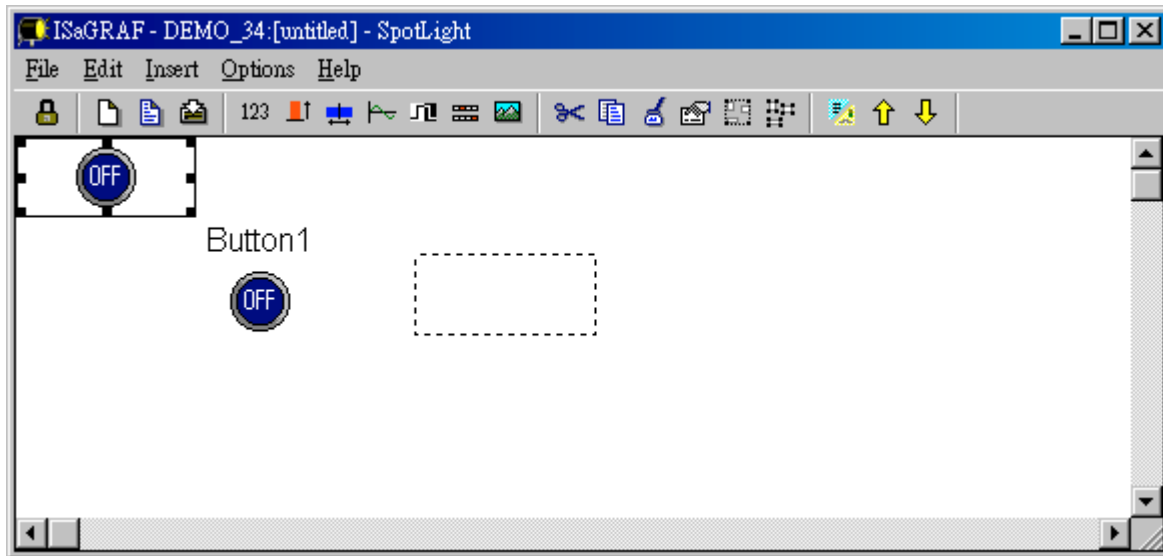 ISaGRAF - DEMO_34:[untitled] - SpotLight
File Edit Insert Options Help
123
OFF
Button1
OFF